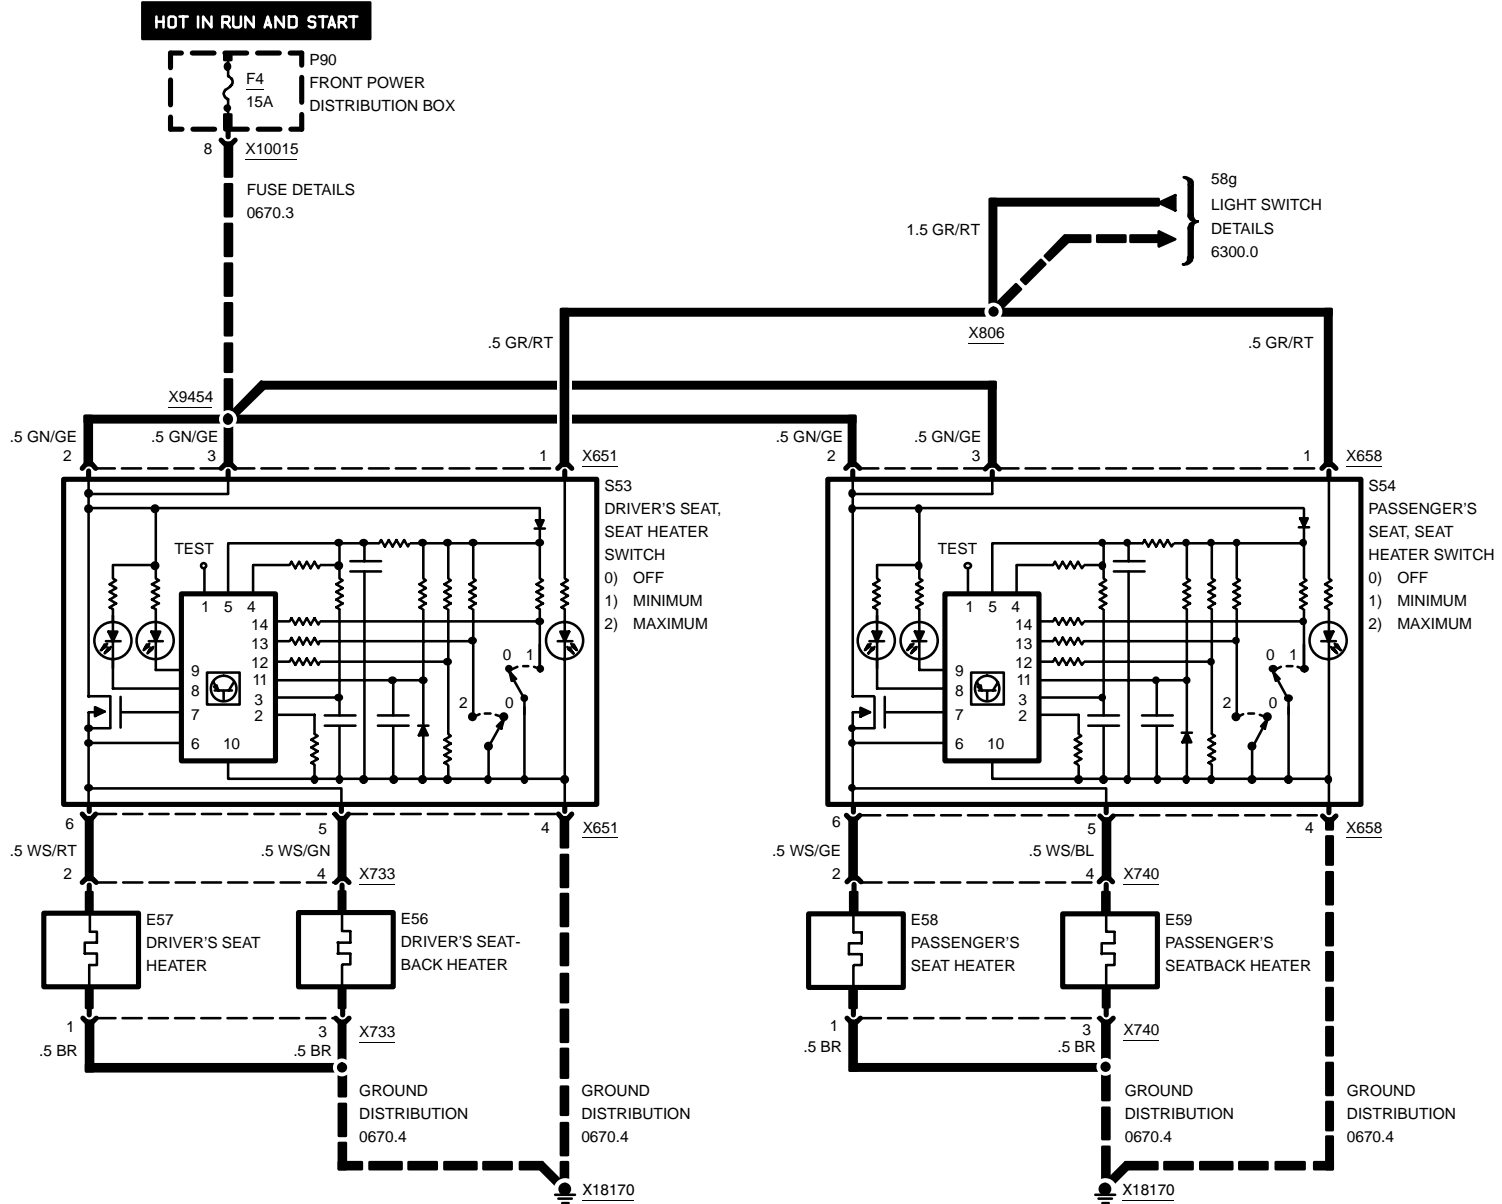 HOT IN RUN AND START
P90
FRONT POWER
DISTRIBUTION BOX
F4
15A
8
X10015
FUSE DETAILS
0670.3
58g
LIGHT SWITCH
DETAILS
6300.0
1.5 GR/RT
X806
.5 GR/RT
.5 GR/RT
X9454
.5 GN/GE
.5 GN/GE
.5 GN/GE
.5 GN/GE
2
3
1
X651
2
3
1
X658
S53
DRIVER'S SEAT,
SEAT HEATER
SWITCH
0) OFF
1) MINIMUM
2) MAXIMUM
TEST
1 5 4
14
13
12
11
3
2
9
8
7
6
10
0 1
2
0
S54
PASSENGER'S
SEAT, SEAT
HEATER SWITCH
0) OFF
1) MINIMUM
2) MAXIMUM
TEST
1 5 4
14
13
12
11
3
2
9
8
7
6
10
0 1
2
0
6
5
4
X651
6
5
4
X658
.5 WS/RT
.5 WS/GN
.5 WS/GE
.5 WS/BL
2
4
X733
2
4
X740
E57
DRIVER'S SEAT
HEATER
E56
DRIVER'S SEAT-
BACK HEATER
E58
PASSENGER'S
SEAT HEATER
E59
PASSENGER'S
SEATBACK HEATER
1
3
X733
1
3
X740
.5 BR
.5 BR
.5 BR
.5 BR
GROUND
DISTRIBUTION
0670.4
GROUND
DISTRIBUTION
0670.4
GROUND
DISTRIBUTION
0670.4
GROUND
DISTRIBUTION
0670.4
X18170
X18170